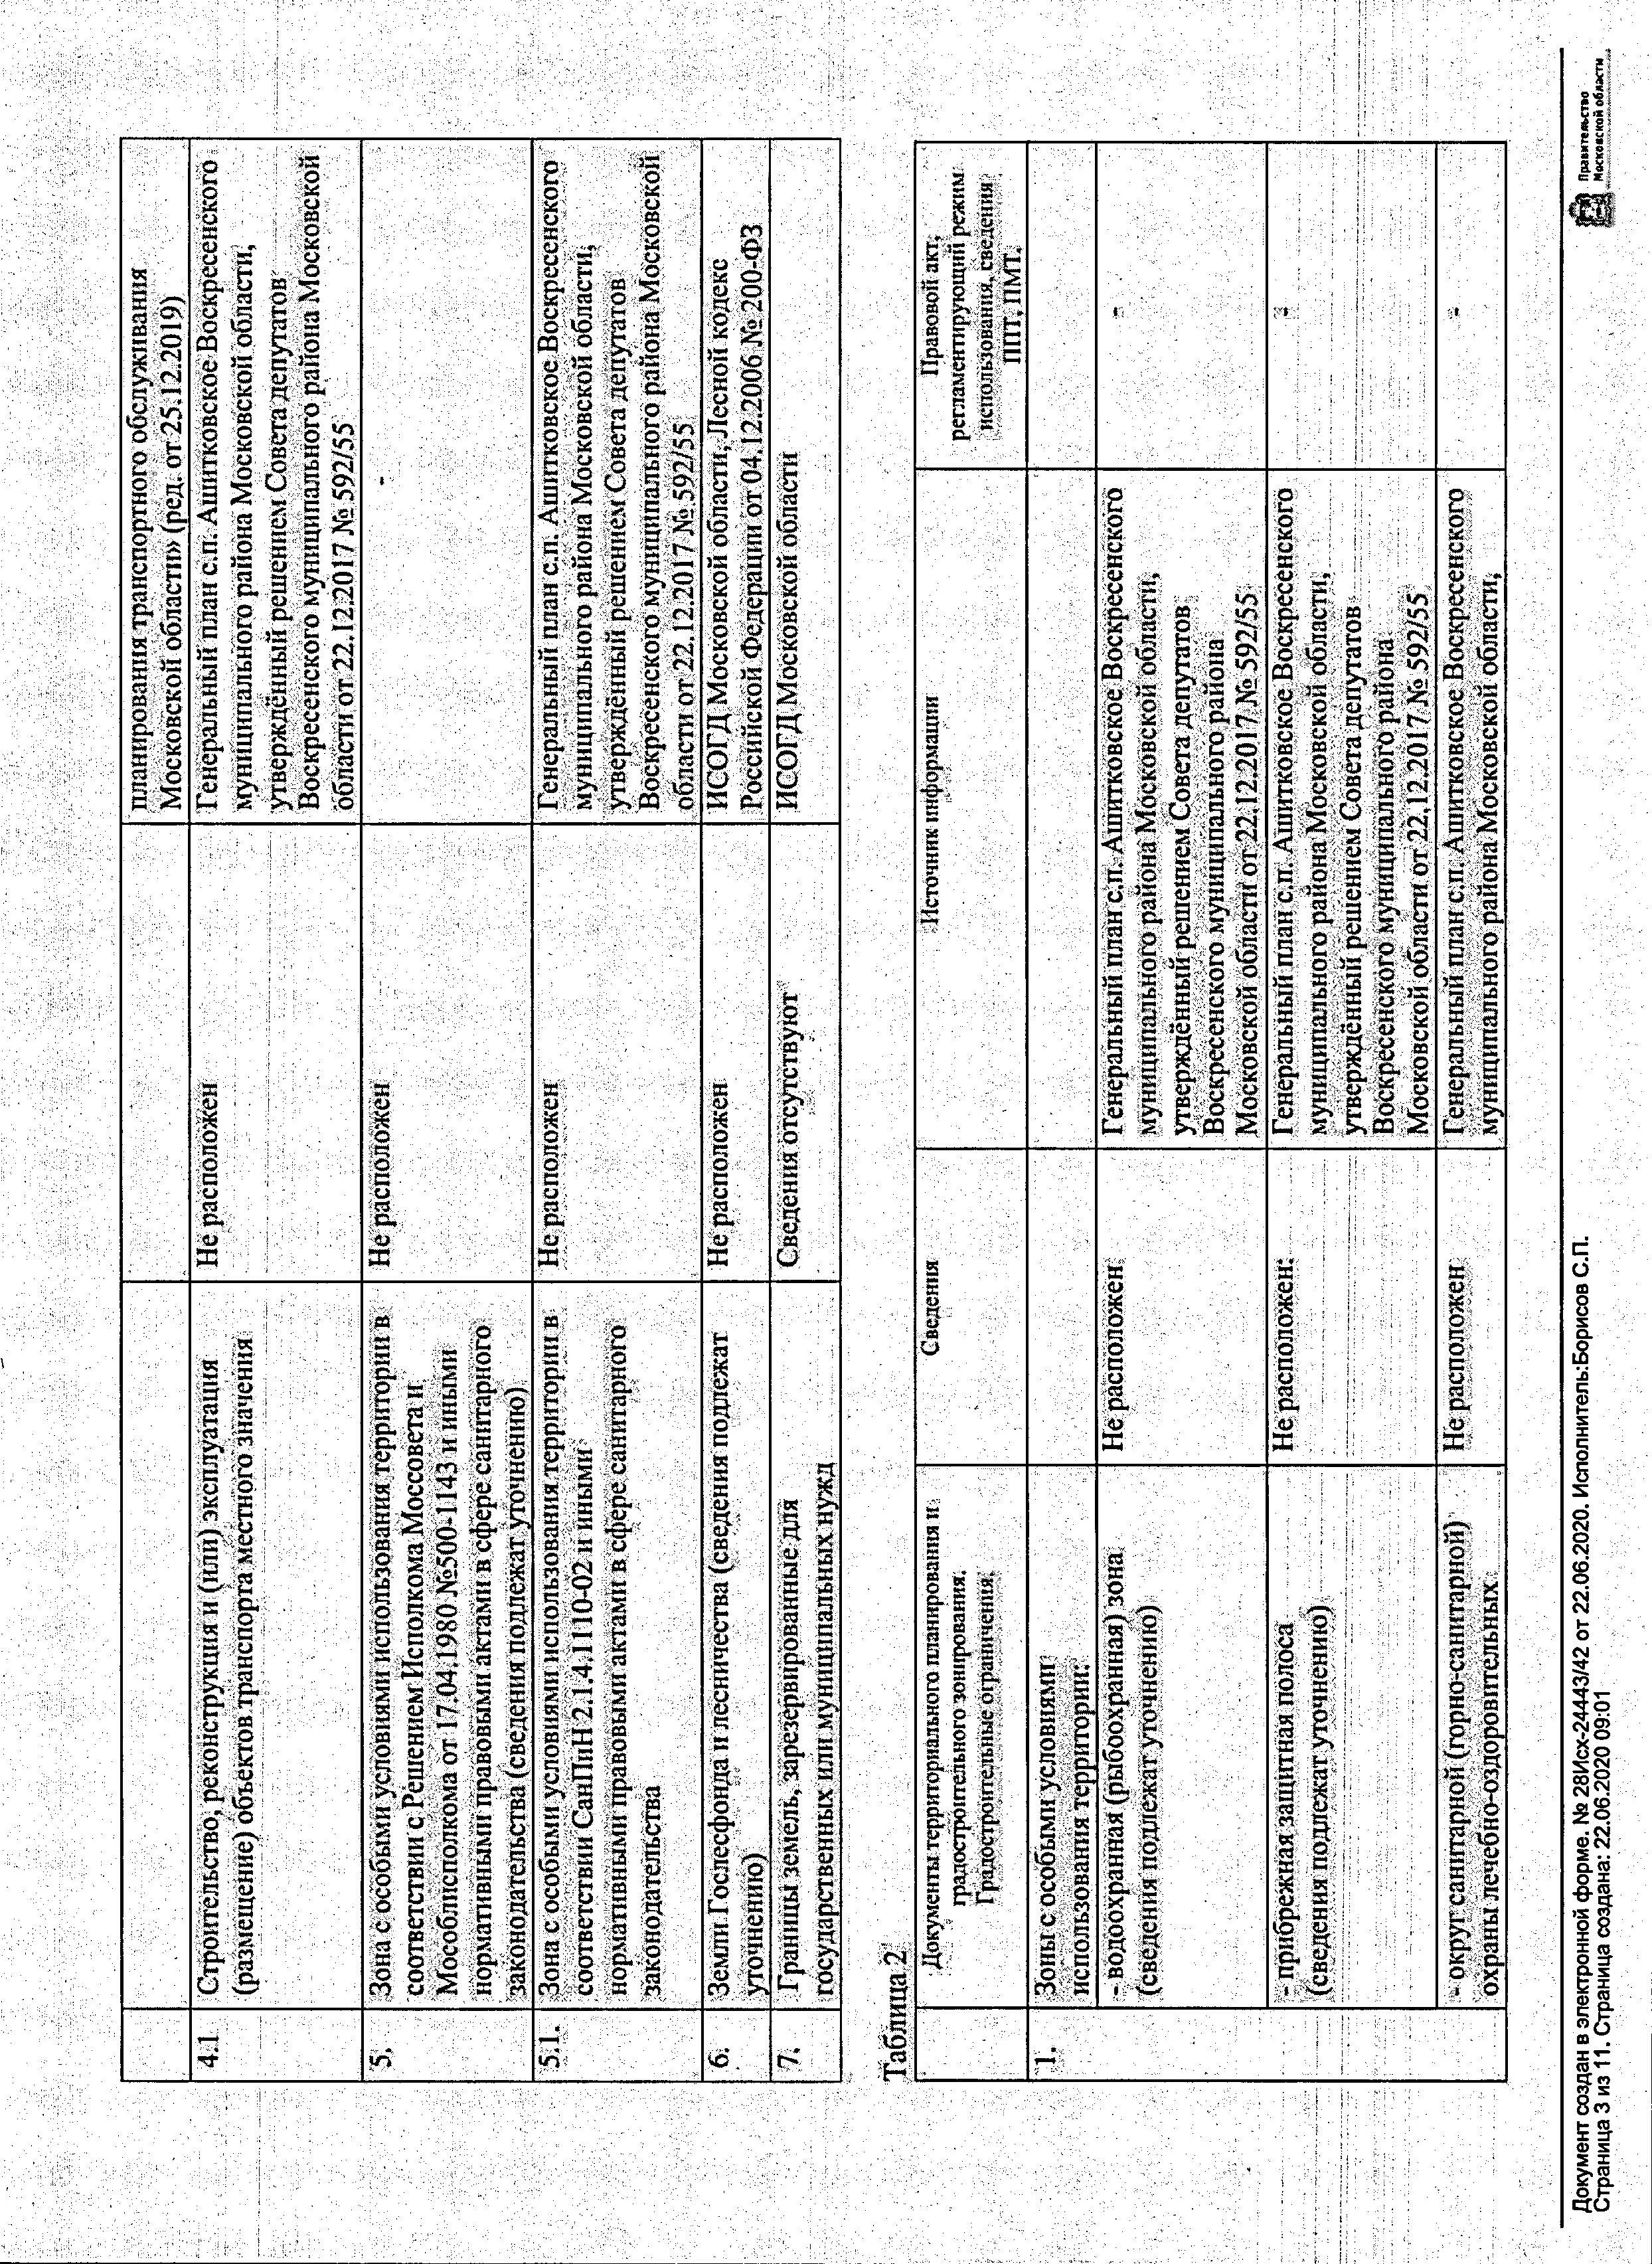 планирования транспортного обслуживания
Московской области» (ред. от 25.12.2019)
4.1
Строительство, реконструкция и (или) эксплуатация
(размещение) объектов транспорта местного значения
Не расположен
Генеральный план с.п. Ашитковское Воскресенского
муниципального района Московской области,
утверждённый решением Совета депутатов
Воскресенского муниципального района Московской
области от 22.12.2017 № 592/55
5.
Зона с особыми условиями использования территории в
соответствии с Решением Исполкома Моссовета и
Мособлисполкома от 17.04.1980 №500-1143 и иными
нормативными правовыми актами в сфере санитарного
законодательства (сведения подлежат уточнению)
Не расположен
-
5.1.
Зона с особыми условиями использования территории в
соответствии СанПиН 2.1.4.1110-02 и иными
нормативными правовыми актами в сфере санитарного
законодательства
Не расположен
Генеральный план с.п. Ашитковское Воскресенского
муниципального района Московской области,
утверждённый решением Совета депутатов
Воскресенского муниципального района Московской
области от 22.12.2017 № 592/55
6.
Земли Гослесфонда и лесничества (сведения подлежат
уточнению)
Не расположен
ИСОГД Московской области, Лесной кодекс
Российской Федерации от 04.12.2006 № 200-ФЗ
7.
Границы земель, зарезервированные для
государственных или муниципальных нужд
Сведения отсутствуют
ИСОГД Московской области
Таблица 2
Документы территориального планирования и
градостроительного зонирования.
Градостроительные ограничения.
Сведения
Источник информации
Правовой акт,
регламентирующий режим
использования, сведения
ППТ, ПМТ.
1.
Зоны с особыми условиями
использования территории:
- водоохранная (рыбоохранная) зона
(сведения подлежат уточнению)
Не расположен
Генеральный план с.п. Ашитковское Воскресенского
муниципального района Московской области,
утверждённый решением Совета депутатов
Воскресенского муниципального района
Московской области от 22.12.2017 № 592/55
-
- прибрежная защитная полоса
(сведения подлежат уточнению)
Не расположен
Генеральный план с.п. Ашитковское Воскресенского
муниципального района Московской области,
утверждённый решением Совета депутатов
Воскресенского муниципального района
Московской области от 22.12.2017 № 592/55
-
- округ санитарной (горно-санитарной)
охраны лечебно-оздоровительных
Не расположен
Генеральный план с.п. Ашитковское Воскресенского
муниципального района Московской области,
-
Документ создан в электронной форме. № 28Исх-24443/42 от 22.06.2020. Исполнитель:Борисов С.П.
Страница 3 из 11. Страница создана: 22.06.2020 09:01
Правительство
Московской области